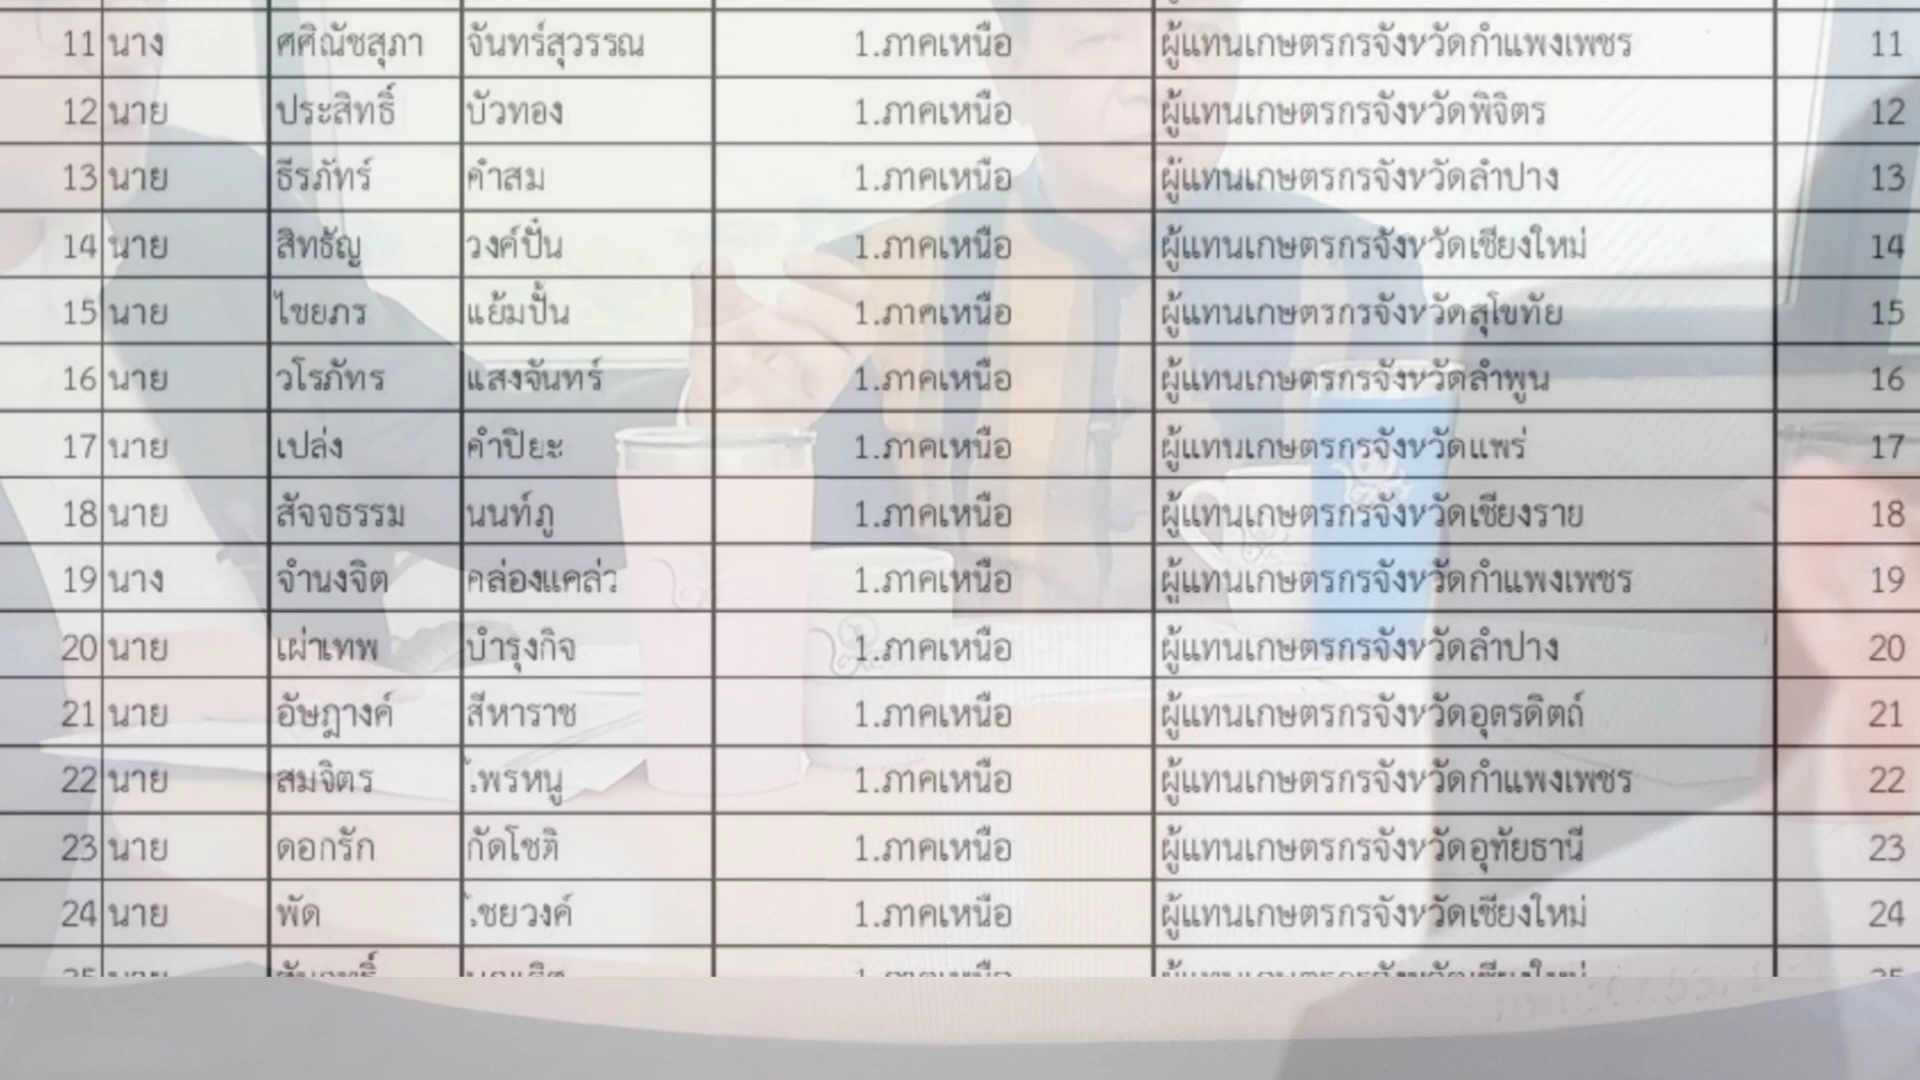 11 นาง ศศิณัชสุภา จันทร์สุวรรณ 1.ภาคเหนือ ผู้แทนเกษตรกรจังหวัดกำแพงเพชร 11
12 นาย ประสิทธิ์ บัวทอง 1.ภาคเหนือ ผู้แทนเกษตรกรจังหวัดพิจิตร 12
13 นาย ธีรภัทร์ คำสม 1.ภาคเหนือ ผู้แทนเกษตรกรจังหวัดลำปาง 13
14 นาย สิทธัญ วงค์ปั๋น 1.ภาคเหนือ ผู้แทนเกษตรกรจังหวัดเชียงใหม่ 14
15 นาย ไชยภร แย้มปั้น 1.ภาคเหนือ ผู้แทนเกษตรกรจังหวัดสุโขทัย 15
16 นาย วโรภัทร แสงจันทร์ 1.ภาคเหนือ ผู้แทนเกษตรกรจังหวัดลำพูน 16
17 นาย เปล่ง คำปิยะ 1.ภาคเหนือ ผู้แทนเกษตรกรจังหวัดแพร่ 17
18 นาย สัจจธรรม นนท์ภู 1.ภาคเหนือ ผู้แทนเกษตรกรจังหวัดเชียงราย 18
19 นาง จำนงจิต คล่องแคล่ว 1.ภาคเหนือ ผู้แทนเกษตรกรจังหวัดกำแพงเพชร 19
20 นาย เผ่าเทพ บำรุงกิจ 1.ภาคเหนือ ผู้แทนเกษตรกรจังหวัดลำปาง 20
21 นาย อัษฎางค์ สีหาราช 1.ภาคเหนือ ผู้แทนเกษตรกรจังหวัดอุตรดิตถ์ 21
22 นาย สมจิตร ไพรหนู 1.ภาคเหนือ ผู้แทนเกษตรกรจังหวัดกำแพงเพชร 22
23 นาย ดอกรัก กัดโชติ 1.ภาคเหนือ ผู้แทนเกษตรกรจังหวัดอุทัยธานี 23
24 นาย พัด ไชยวงค์ 1.ภาคเหนือ ผู้แทนเกษตรกรจังหวัดเชียงใหม่ 24